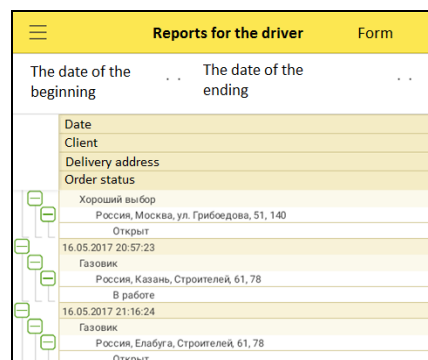 Reports for the driver Form
The date of the beginning . . The date of the ending . .
Date
Client
Delivery address
Order status
Хороший выбор
Россия, Москва, ул. Грибоедова, 51, 140
Открыт
16.05.2017 20:57:23
Газовик
Россия, Казань, Строителей, 61, 78
В работе
16.05.2017 21:16:24
Газовик
Россия, Елабуга, Строителей, 61, 78
Открыт